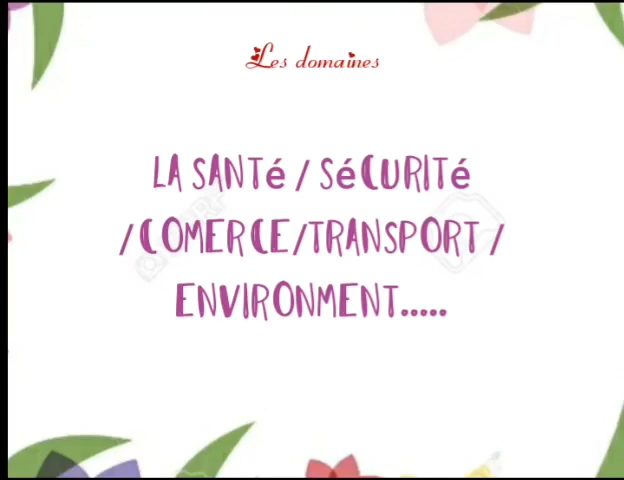 Les domaines
LA SANTé / SéCURITé
/COMERCE/TRANSPORT /
ENVIRONMENT.....